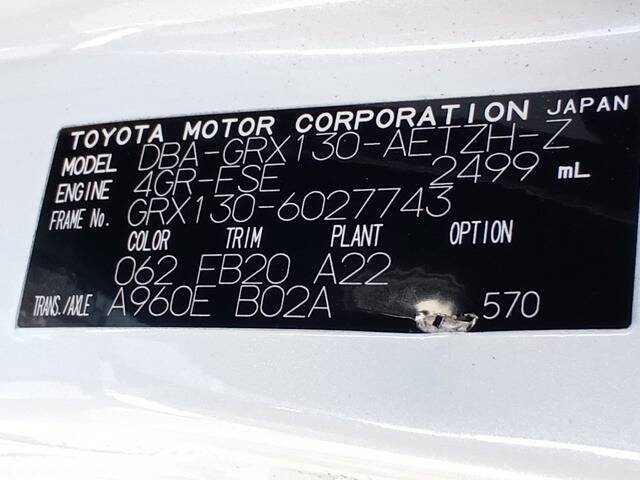 TOYOTA MOTOR CORPORATION JAPAN
MODEL DBA-GRX130-AETZH-Z
ENGINE 4GR-FSE 2499 mL
FRAME No. GRX130-6027743
COLOR TRIM PLANT OPTION
062 FB20 A22
TRANS./AXLE A960E B02A 570